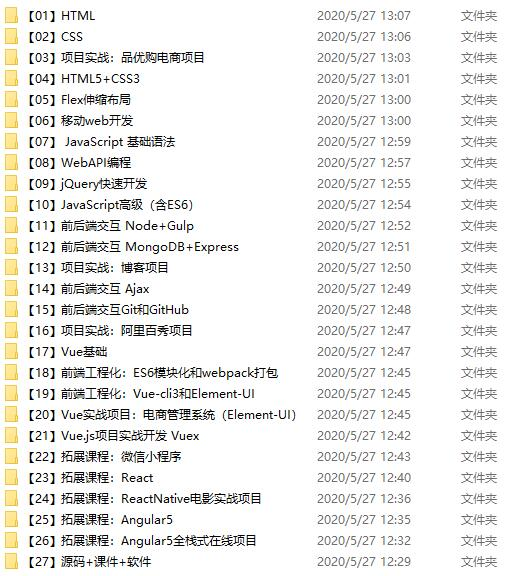 【01】HTML 2020/5/27 13:07 文件夹
【02】CSS 2020/5/27 13:06 文件夹
【03】项目实战：品优购电商项目 2020/5/27 13:03 文件夹
【04】HTML5+CSS3 2020/5/27 13:01 文件夹
【05】Flex伸缩布局 2020/5/27 13:00 文件夹
【06】移动web开发 2020/5/27 13:00 文件夹
【07】 JavaScript 基础语法 2020/5/27 12:59 文件夹
【08】WebAPI编程 2020/5/27 12:57 文件夹
【09】jQuery快速开发 2020/5/27 12:55 文件夹
【10】JavaScript高级（含ES6） 2020/5/27 12:54 文件夹
【11】前后端交互 Node+Gulp 2020/5/27 12:52 文件夹
【12】前后端交互 MongoDB+Express 2020/5/27 12:51 文件夹
【13】项目实战：博客项目 2020/5/27 12:50 文件夹
【14】前后端交互 Ajax 2020/5/27 12:49 文件夹
【15】前后端交互Git和GitHub 2020/5/27 12:48 文件夹
【16】项目实战：阿里百秀项目 2020/5/27 12:47 文件夹
【17】Vue基础 2020/5/27 12:47 文件夹
【18】前端工程化：ES6模块化和webpack打包 2020/5/27 12:45 文件夹
【19】前端工程化：Vue-cli3和Element-UI 2020/5/27 12:45 文件夹
【20】Vue实战项目：电商管理系统（Element-UI） 2020/5/27 12:45 文件夹
【21】Vue.js项目实战开发 Vuex 2020/5/27 12:42 文件夹
【22】拓展课程：微信小程序 2020/5/27 12:43 文件夹
【23】拓展课程：React 2020/5/27 12:40 文件夹
【24】拓展课程：ReactNative电影实战项目 2020/5/27 12:36 文件夹
【25】拓展课程：Angular5 2020/5/27 12:35 文件夹
【26】拓展课程：Angular5全栈式在线项目 2020/5/27 12:32 文件夹
【27】源码+课件+软件 2020/5/27 12:29 文件夹